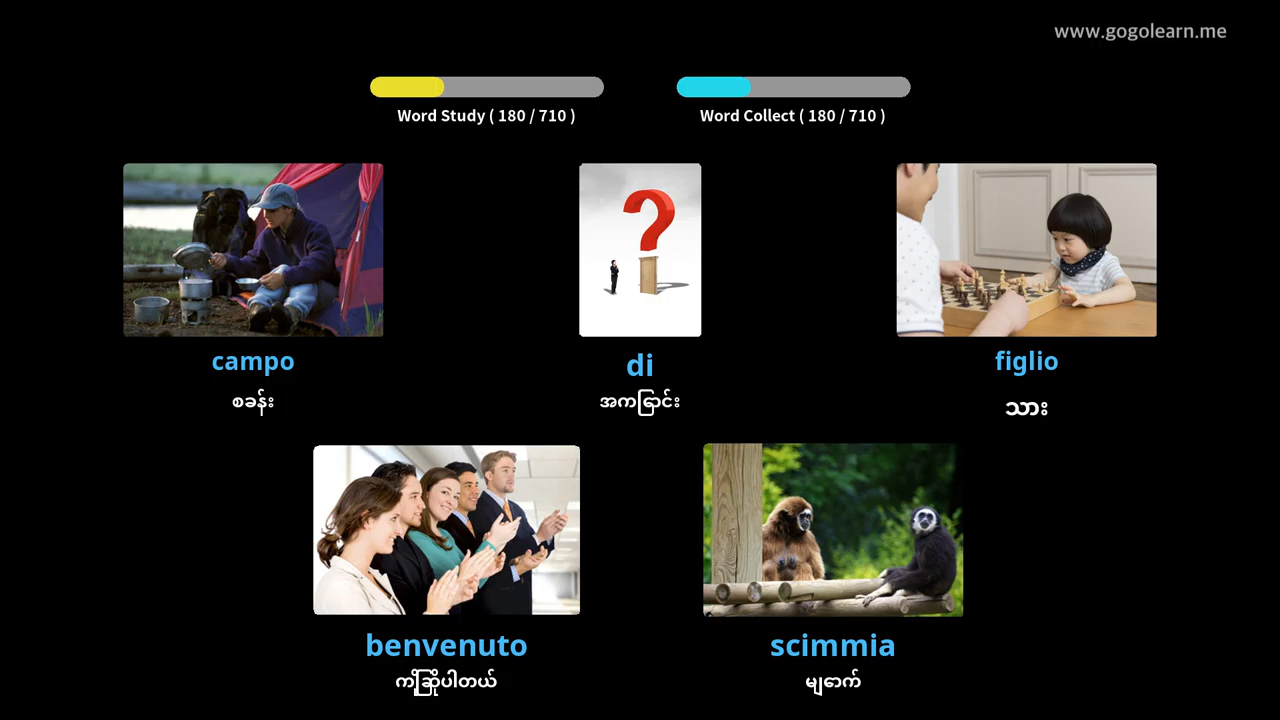 www.gogolearn.me
Word Study ( 180 / 710 )
Word Collect ( 180 / 710 )
campo
di
figlio
စခန်း
အကြောင်း
သား
benvenuto
scimmia
ကြိုဆိုပါတယ်
မျောက်